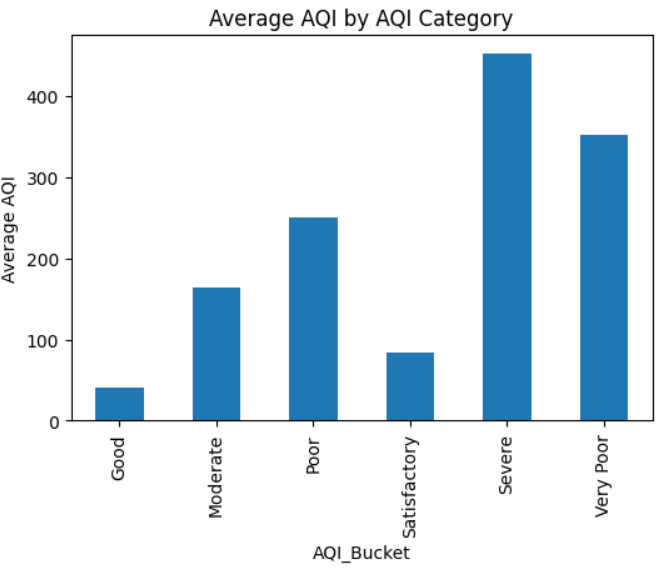 Average AQI by AQI Category
Average AQI
400
300
200
100
0
Good
Moderate
Poor
Satisfactory
Severe
Very Poor
AQI_Bucket